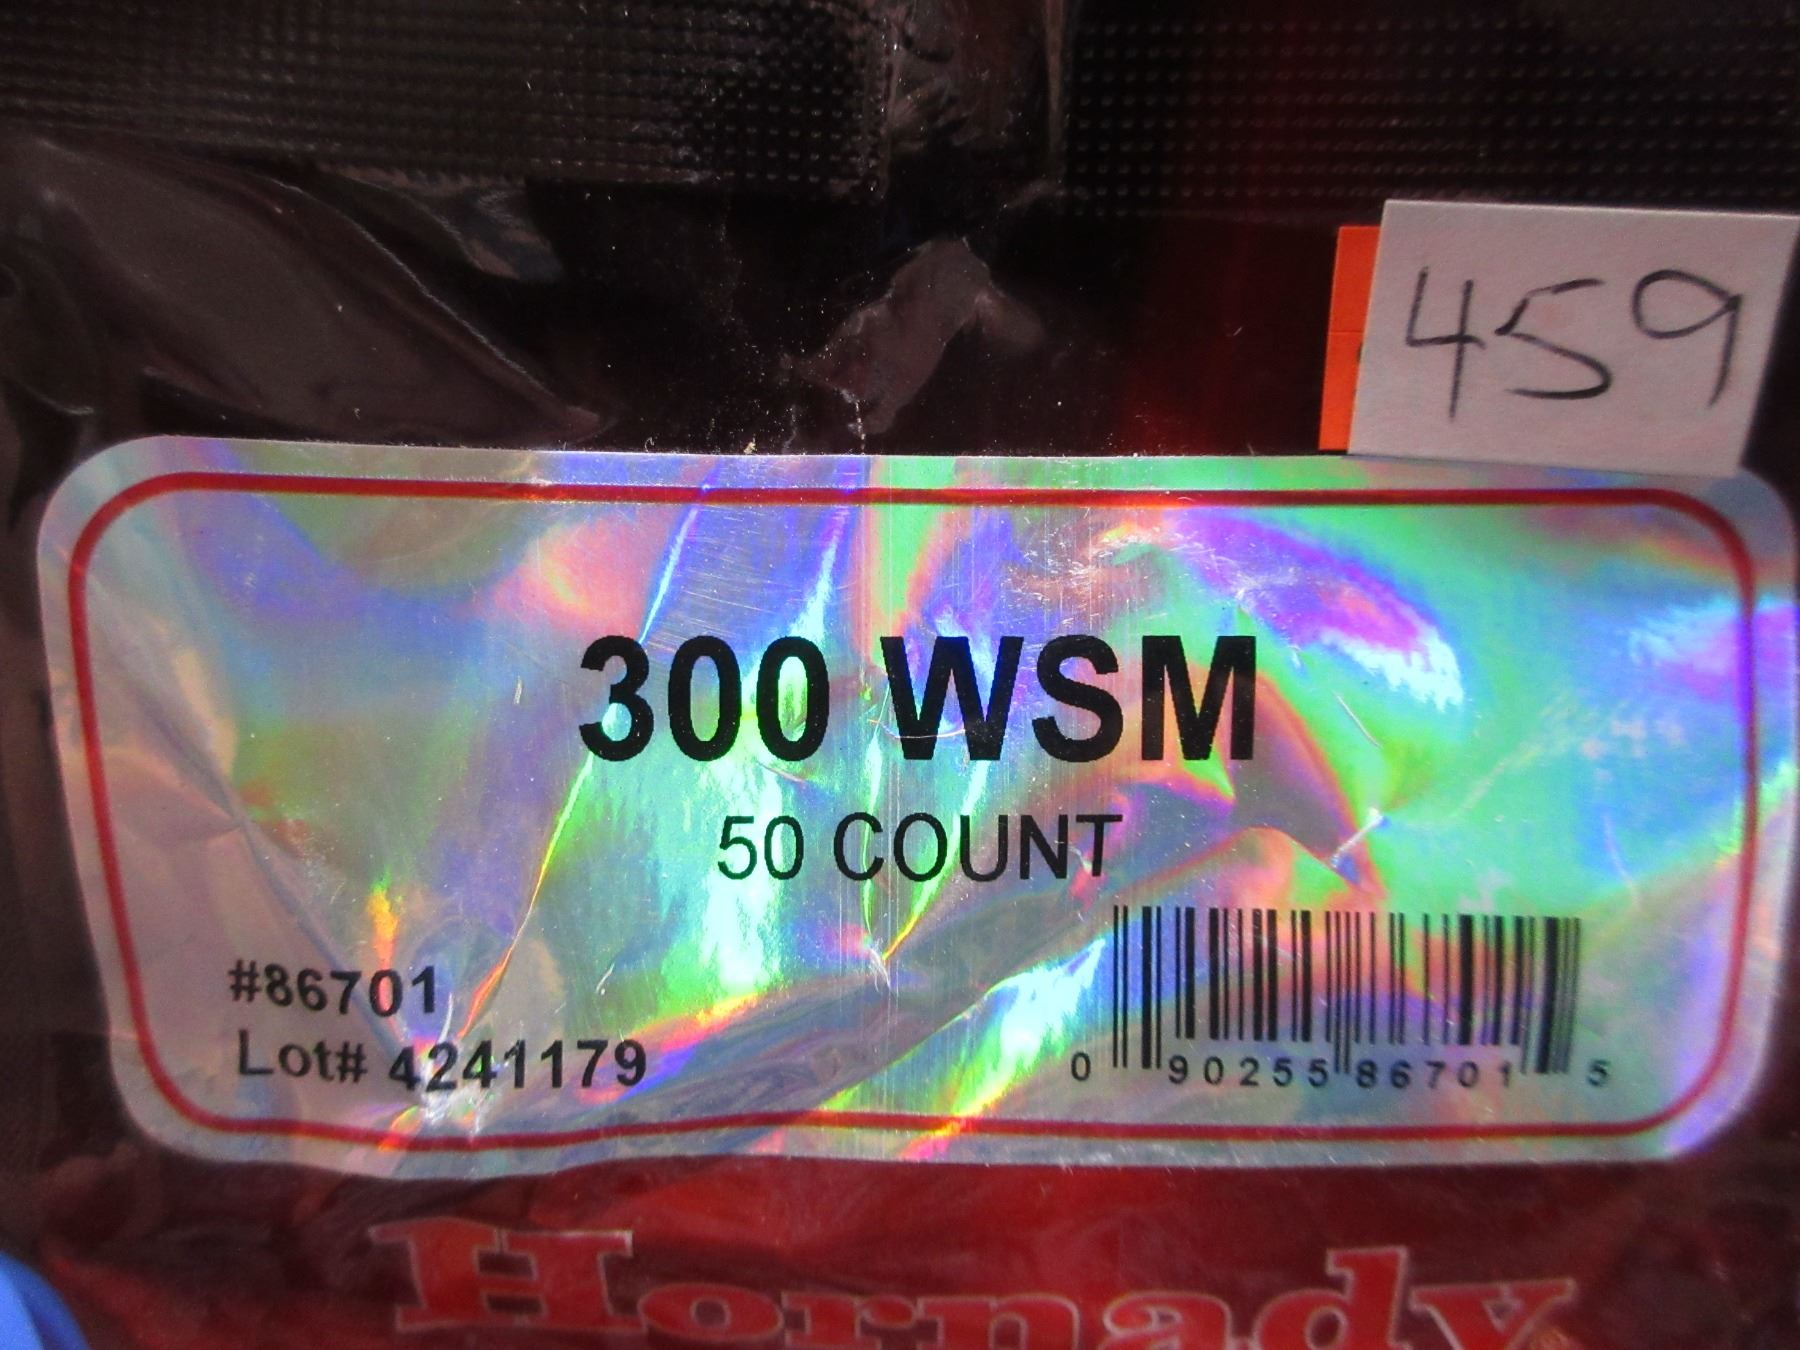 459
300 WSM
50 COUNT
#86701
Lot# 4241179
0 90255 86701 5
Hornady